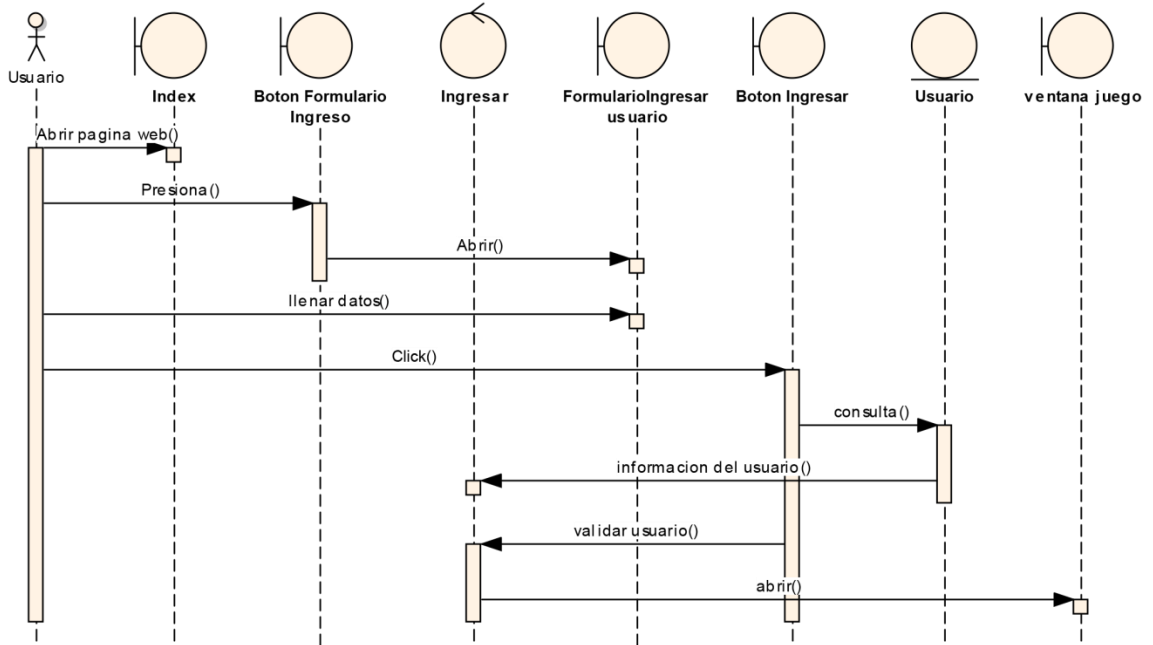 Usuario
Index
Boton Formulario
Ingreso
Ingresar
FormularioIngresar
usuario
Boton Ingresar
Usuario
ventana juego
Abrir pagina web()
Presiona()
Abrir()
llenar datos()
Click()
consulta()
informacion del usuario()
validar usuario()
abrir()